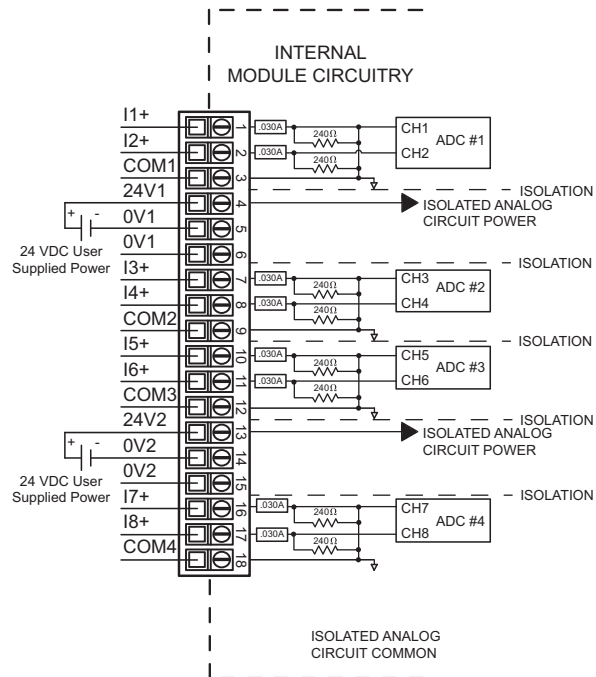 INTERNAL
MODULE CIRCUITRY
I1+
1
.030A
240Ω
CH1
ADC #1
I2+
2
.030A
240Ω
CH2
COM1
3
24V1
4
ISOLATION
ISOLATED ANALOG
CIRCUIT POWER
+ -
0V1
5
24 VDC User
Supplied Power
0V1
6
ISOLATION
I3+
7
.030A
240Ω
CH3
ADC #2
I4+
8
.030A
240Ω
CH4
COM2
9
ISOLATION
I5+
10
.030A
240Ω
CH5
ADC #3
I6+
11
.030A
240Ω
CH6
COM3
12
ISOLATION
24V2
13
ISOLATED ANALOG
CIRCUIT POWER
+ -
0V2
14
24 VDC User
Supplied Power
0V2
15
ISOLATION
I7+
16
.030A
240Ω
CH7
ADC #4
I8+
17
.030A
240Ω
CH8
COM4
18
ISOLATED ANALOG
CIRCUIT COMMON